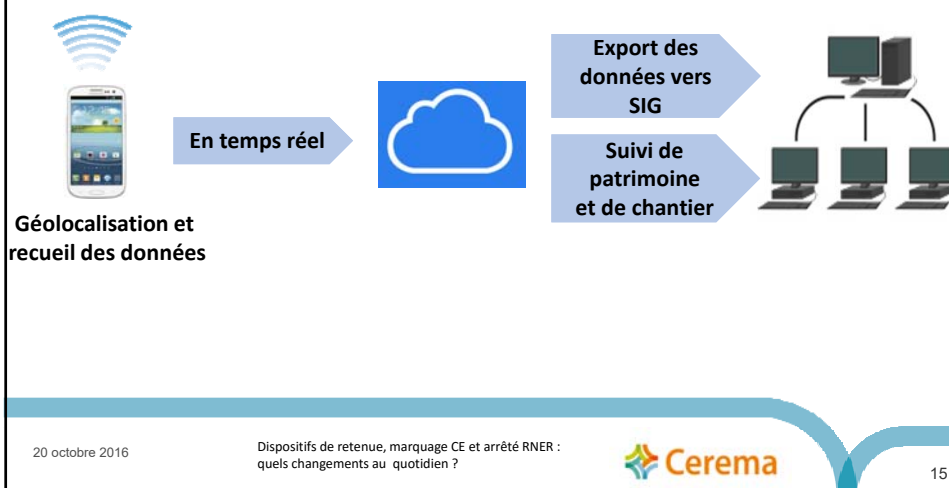 Géolocalisation et
recueil des données
En temps réel
Export des
données vers
SIG
Suivi de
patrimoine
et de chantier
20 octobre 2016
Dispositifs de retenue, marquage CE et arrêté RNER :
quels changements au quotidien ?
Cerema
15